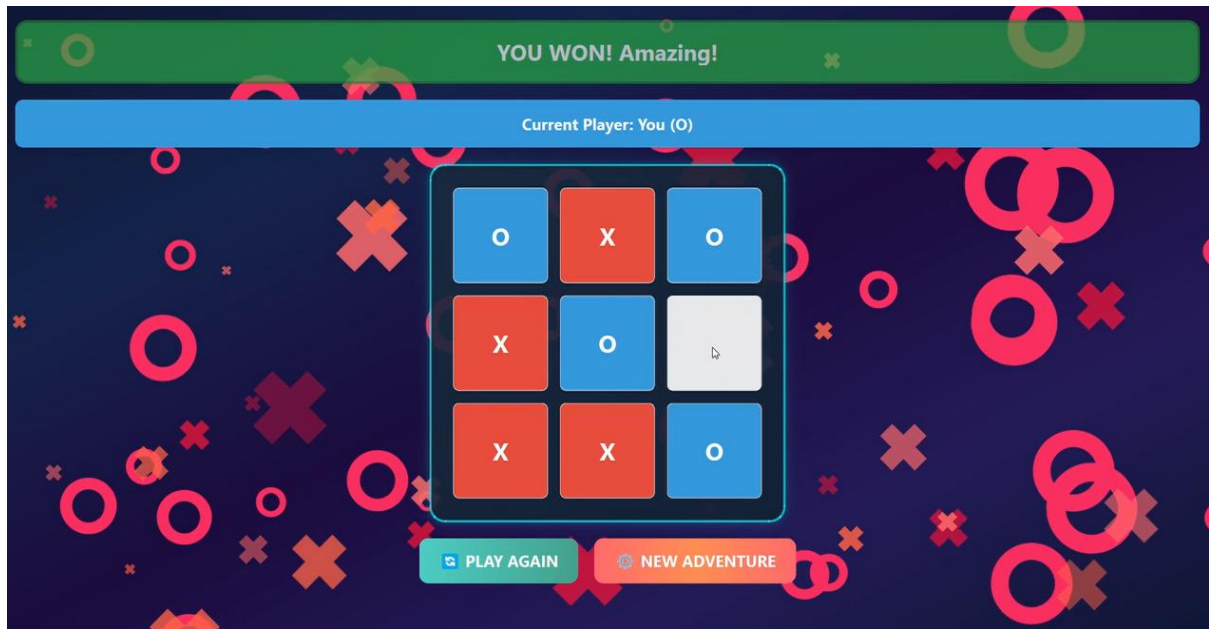 YOU WON! Amazing!
Current Player: You (O)
O X O
X O
X X O
PLAY AGAIN
NEW ADVENTURE